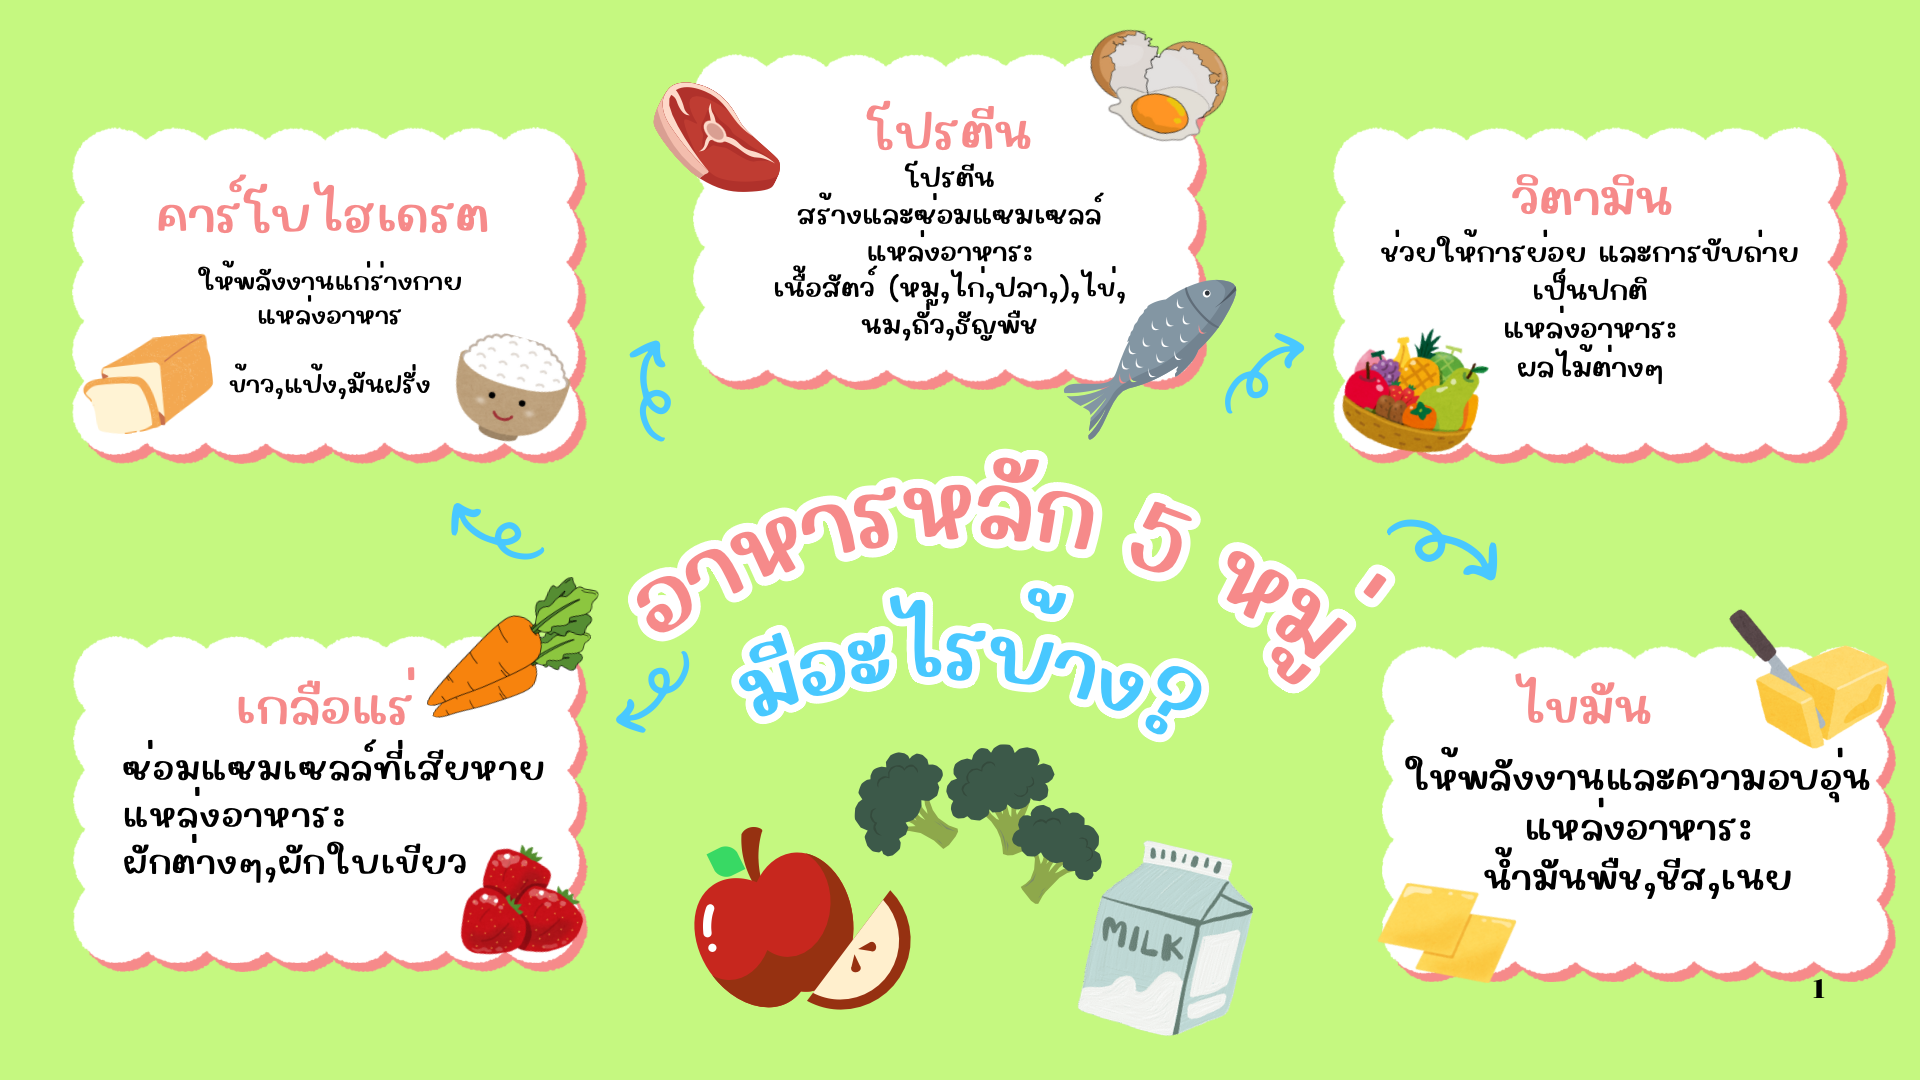 โปรตีน
โปรตีน
สร้างและซ่อมแซมเซลล์
แหล่งอาหาระ
เนื้อสัตว์ (หมู,ไก่,ปลา,),ไข่,
นม,ถั่ว,ธัญพืช
คาร์โบไฮเดรต
ให้พลังงานแก่ร่างกาย
แหล่งอาหาร
ข้าว,แป้ง,มันฝรั่ง
วิตามิน
ช่วยให้การย่อย และการขับถ่าย
เป็นปกติ
แหล่งอาหาระ
ผลไม้ต่างๆ
อาหารหลัก 5 หมู่
มีอะไรบ้าง?
เกลือแร่
ซ่อมแซมเซลล์ที่เสียหาย
แหล่งอาหาระ
ผักต่างๆ,ผักใบเขียว
ไขมัน
ให้พลังงานและความอบอุ่น
แหล่งอาหาระ
น้ำมันพืช,ชีส,เนย
MILK
1